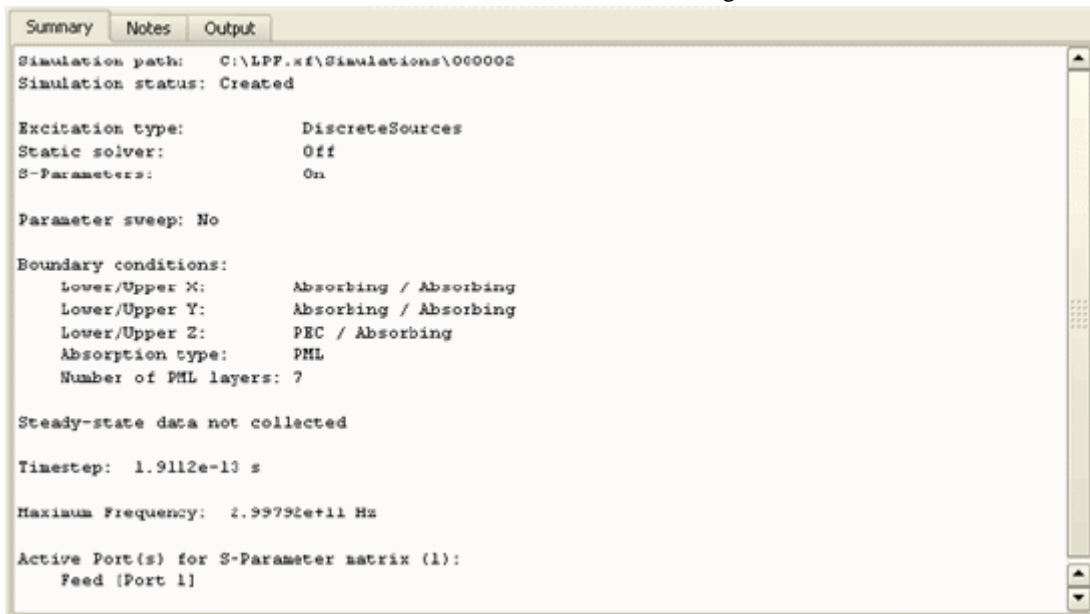 Summary Notes Output
Simulation path: C:\LPF.xf\Simulations\000002
Simulation status: Created
Excitation type: DiscreteSources
Static solver: Off
S-Parameters: On
Parameter sweep: No
Boundary conditions:
Lower/Upper X: Absorbing / Absorbing
Lower/Upper Y: Absorbing / Absorbing
Lower/Upper Z: PEC / Absorbing
Absorption type: PML
Number of PML layers: 7
Steady-state data not collected
Timestep: 1.9112e-13 s
Maximum Frequency: 2.99792e+11 Hz
Active Port(s) for S-Parameter matrix (1):
Feed [Port 1]